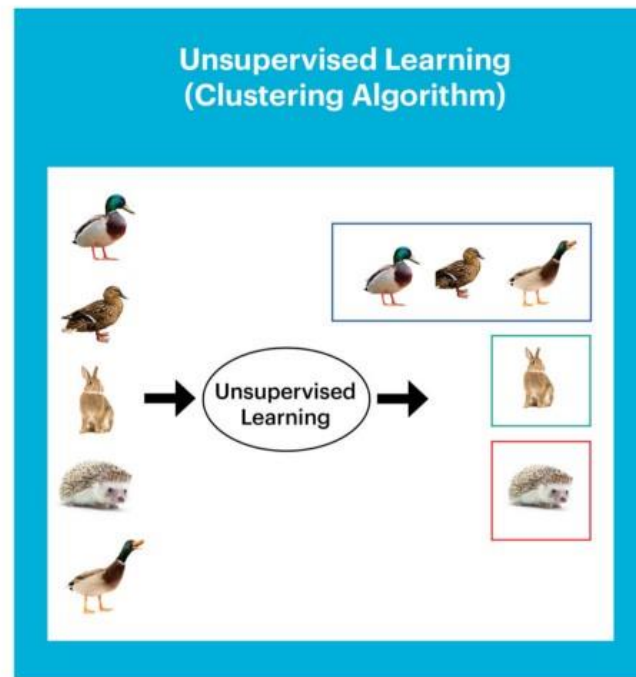 Unsupervised Learning
(Clustering Algorithm)
Unsupervised
Learning